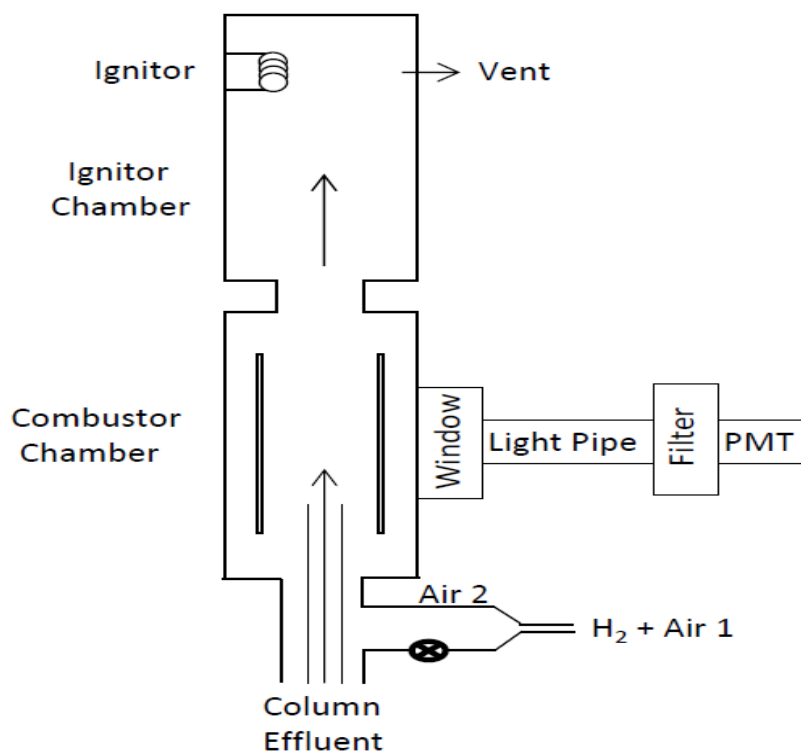 Ignitor
Vent
Ignitor
Chamber
Combustor
Chamber
Window
Light Pipe
Filter
PMT
Air 2
H₂ + Air 1
Column
Effluent